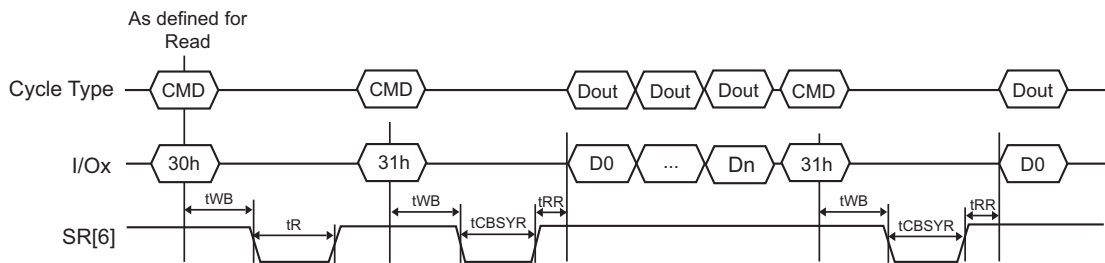 As defined for
Read
Cycle Type CMD CMD Dout Dout Dout CMD Dout
I/Ox 30h 31h D0 ... Dn 31h D0
tWB tR tWB tCBSYR tRR tWB tCBSYR tRR
SR[6]